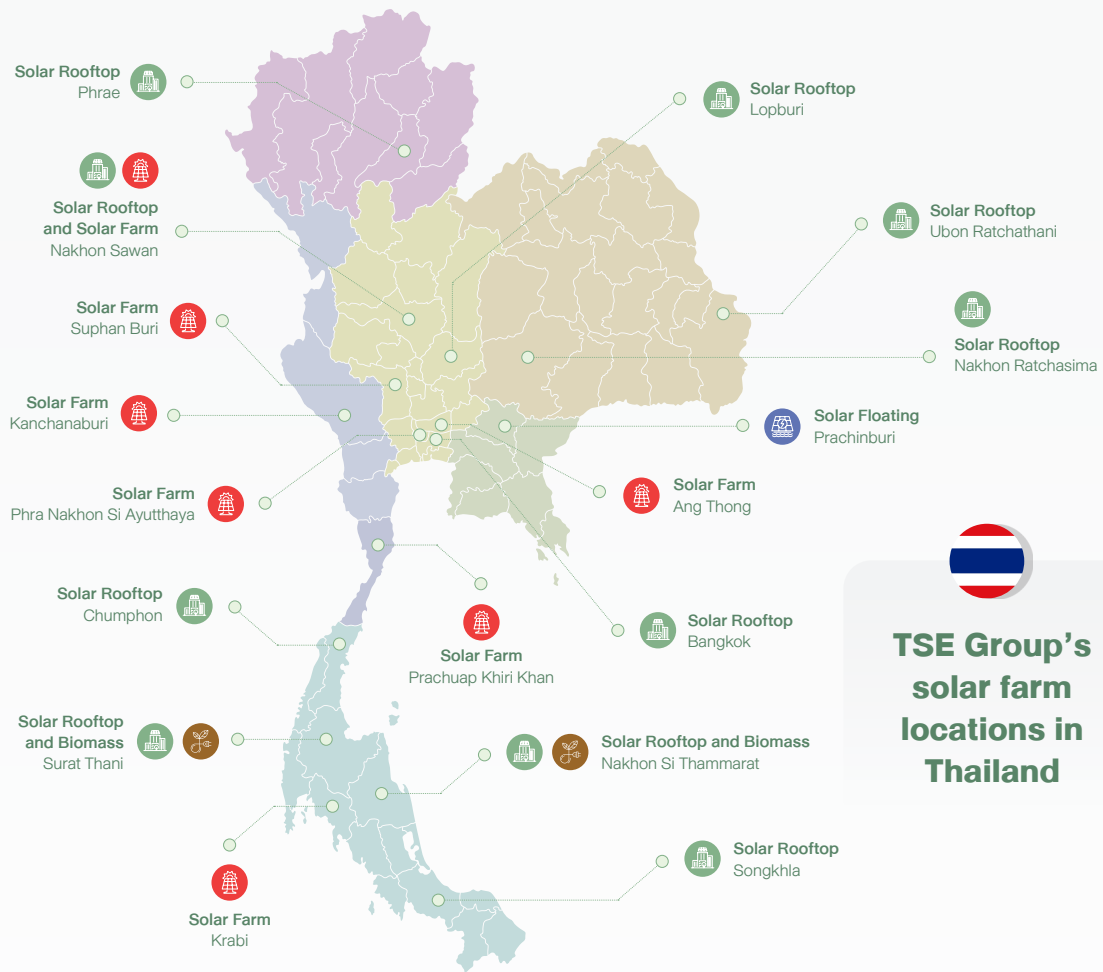 Solar Rooftop
Phrae
Solar Rooftop
Lopburi
Solar Rooftop
and Solar Farm
Nakhon Sawan
Solar Rooftop
Ubon Ratchathani
Solar Farm
Suphan Buri
Solar Rooftop
Nakhon Ratchasima
Solar Farm
Kanchanaburi
Solar Floating
Prachinburi
Solar Farm
Phra Nakhon Si Ayutthaya
Solar Farm
Ang Thong
Solar Rooftop
Chumphon
Solar Farm
Prachuap Khiri Khan
Solar Rooftop
Bangkok
TSE Group’s
solar farm
locations in
Thailand
Solar Rooftop
and Biomass
Surat Thani
Solar Rooftop and Biomass
Nakhon Si Thammarat
Solar Rooftop
Songkhla
Solar Farm
Krabi